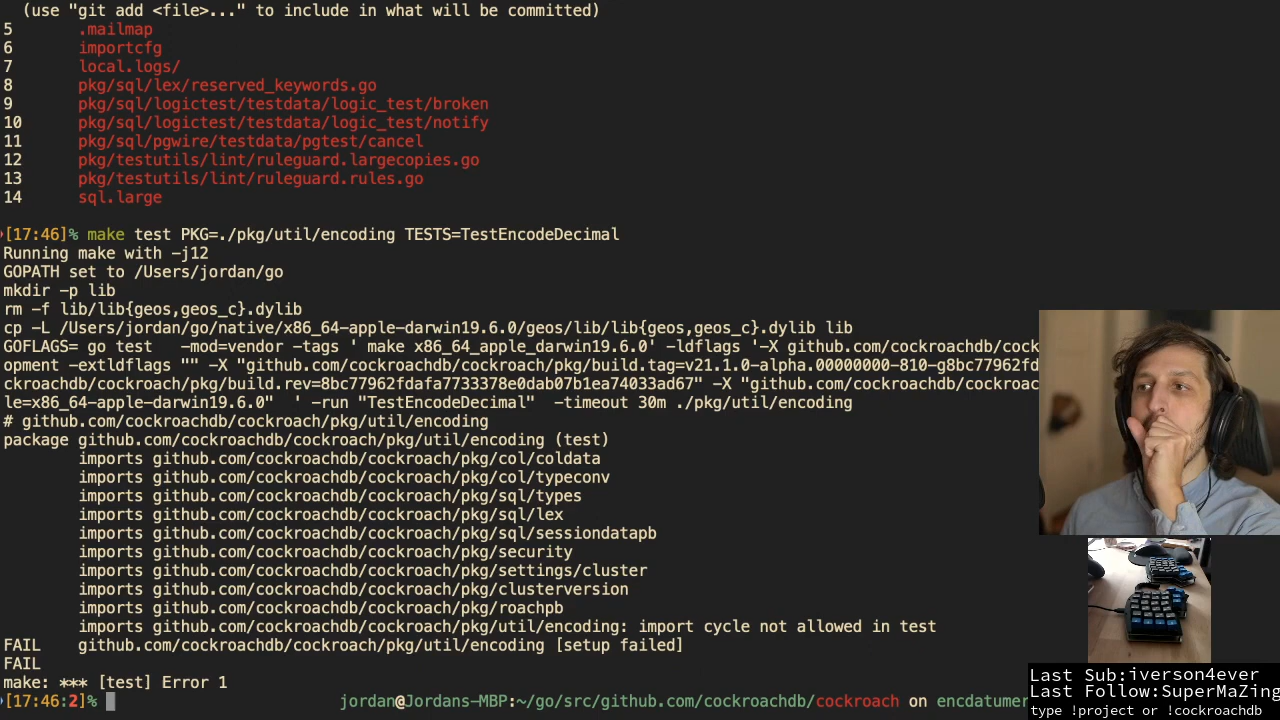 (use "git add <file>..." to include in what will be committed)
5 .mailmap
6 importcfg
7 local.logs/
8 pkg/sql/lex/reserved_keywords.go
9 pkg/sql/logictest/testdata/logic_test/broken
10 pkg/sql/logictest/testdata/logic_test/notify
11 pkg/sql/pgwire/testdata/pgtest/cancel
12 pkg/testutils/lint/ruleguard.largecopies.go
13 pkg/testutils/lint/ruleguard.rules.go
14 sql.large
[17:46]% make test PKG=./pkg/util/encoding TESTS=TestEncodeDecimal
Running make with -j12
GOPATH set to /Users/jordan/go
mkdir -p lib
rm -f lib/lib{geos,geos_c}.dylib
cp -L /Users/jordan/go/native/x86_64-apple-darwin19.6.0/geos/lib/lib{geos,geos_c}.dylib lib
GOFLAGS= go test -mod=vendor -tags ' make x86_64_apple_darwin19.6.0' -ldflags '-X github.com/cockroachdb/cock
opment -extldflags "" -X "github.com/cockroachdb/cockroach/pkg/build.tag=v21.1.0-alpha.00000000-810-g8bc77962fd
ckroachdb/cockroach/pkg/build.rev=8bc77962fdafa7733378e0dab07b1ea74033ad67" -X "github.com/cockroachdb/cockroac
le=x86_64-apple-darwin19.6.0" ' -run "TestEncodeDecimal" -timeout 30m ./pkg/util/encoding
# github.com/cockroachdb/cockroach/pkg/util/encoding
package github.com/cockroachdb/cockroach/pkg/util/encoding (test)
imports github.com/cockroachdb/cockroach/pkg/col/coldata
imports github.com/cockroachdb/cockroach/pkg/col/typeconv
imports github.com/cockroachdb/cockroach/pkg/sql/types
imports github.com/cockroachdb/cockroach/pkg/sql/lex
imports github.com/cockroachdb/cockroach/pkg/sql/sessiondatapb
imports github.com/cockroachdb/cockroach/pkg/security
imports github.com/cockroachdb/cockroach/pkg/settings/cluster
imports github.com/cockroachdb/cockroach/pkg/clusterversion
imports github.com/cockroachdb/cockroach/pkg/roachpb
imports github.com/cockroachdb/cockroach/pkg/util/encoding: import cycle not allowed in test
FAIL github.com/cockroachdb/cockroach/pkg/util/encoding [setup failed]
FAIL
make: *** [test] Error 1
[17:46:2]% jordan@Jordans-MBP:~/go/src/github.com/cockroachdb/cockroach on encdatumer
Last Sub:iverson4ever
Last Follow:SuperMaZing
type !project or !cockroachdb